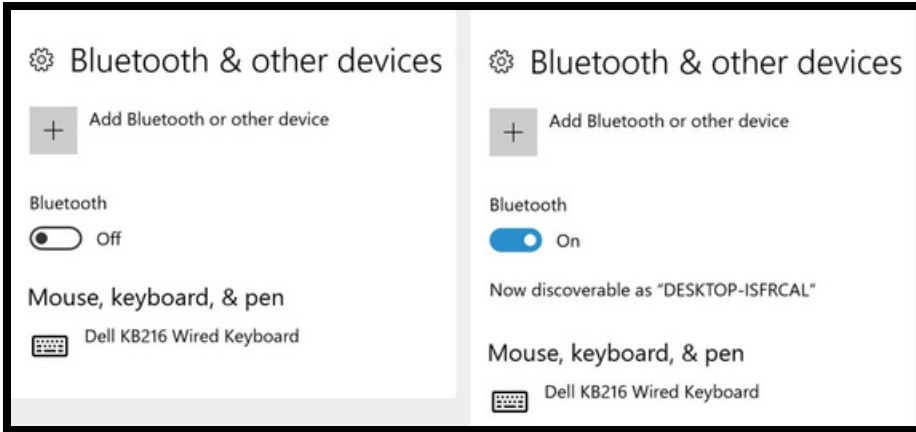 Bluetooth & other devices
Add Bluetooth or other device
Bluetooth
Off
Mouse, keyboard, & pen
Dell KB216 Wired Keyboard
Bluetooth & other devices
Add Bluetooth or other device
Bluetooth
On
Now discoverable as “DESKTOP-ISFRCAL”
Mouse, keyboard, & pen
Dell KB216 Wired Keyboard